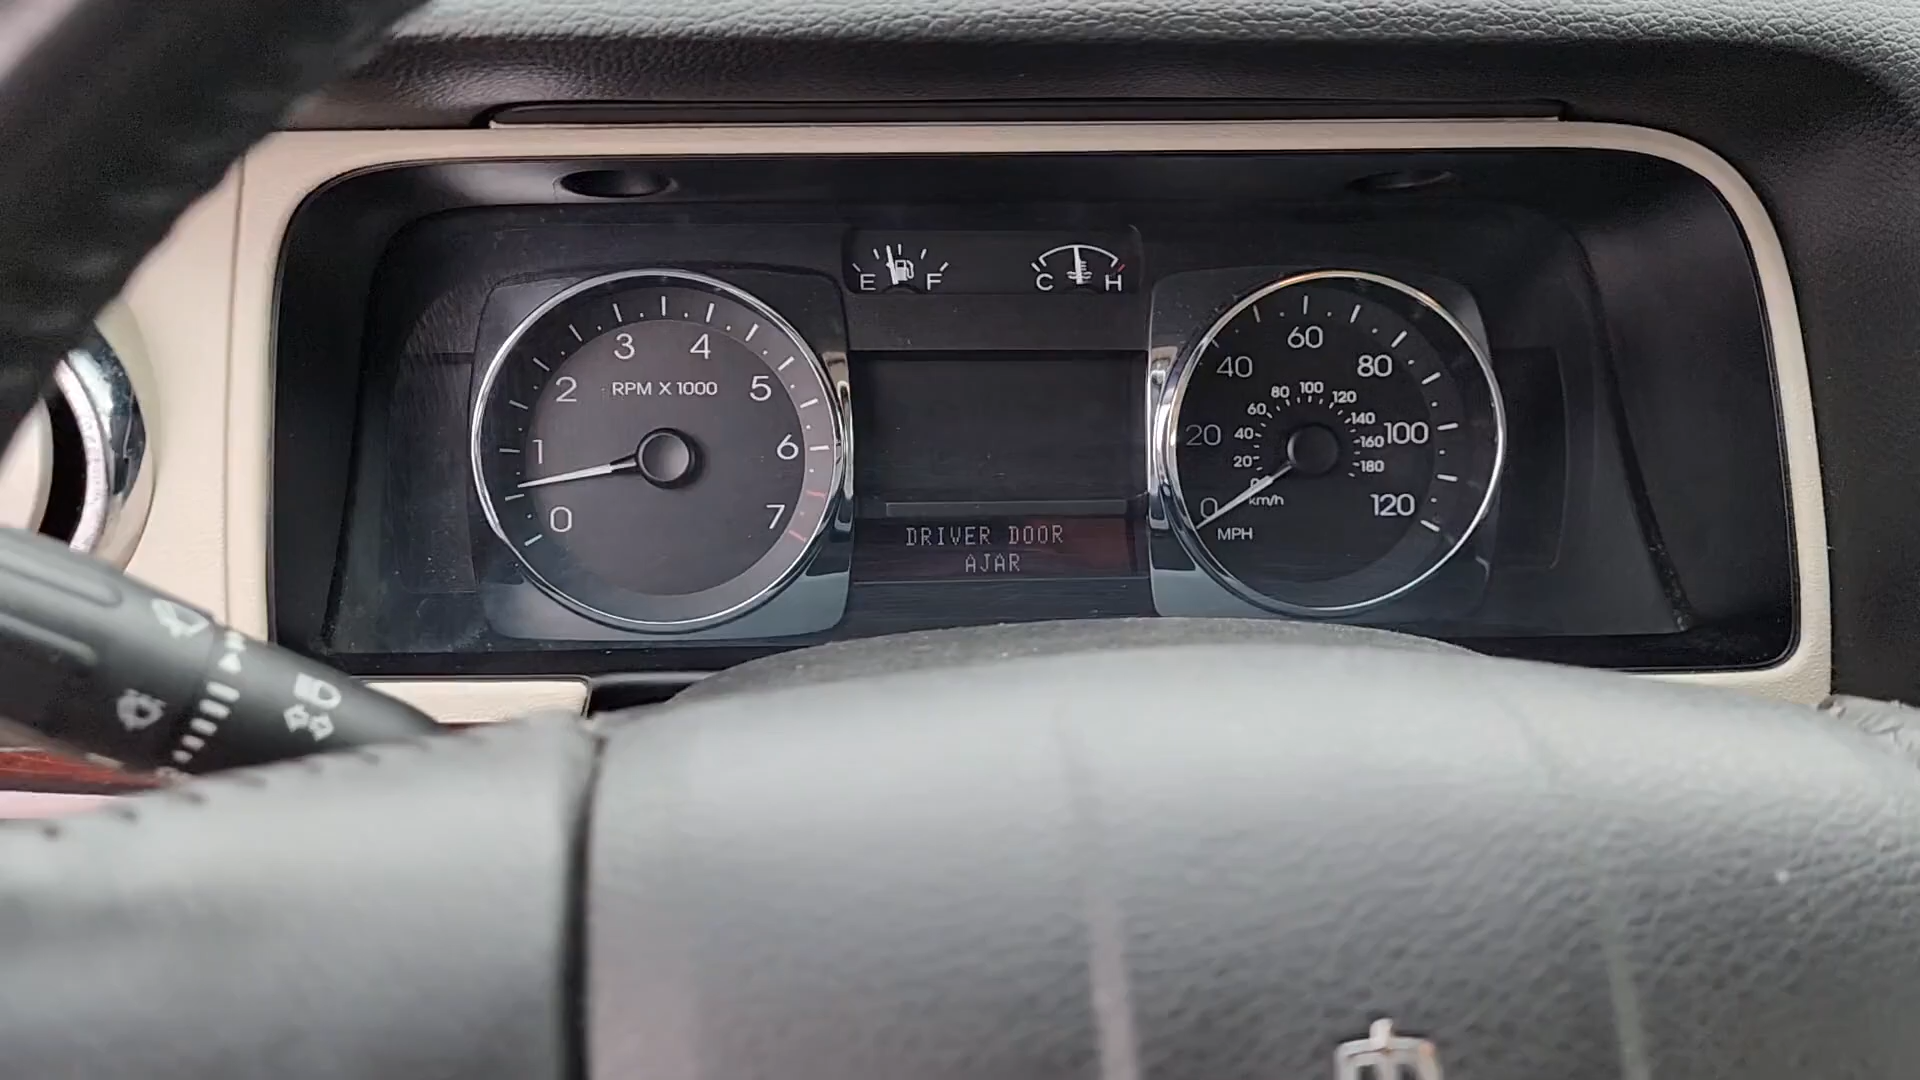 E F
C H
0 1 2 3 4 5 6 7
RPM X 1000
0 20 40 60 80 100 120
20 40 60 80 100 120 140 160 180
km/h
MPH
DRIVER DOOR
AJAR